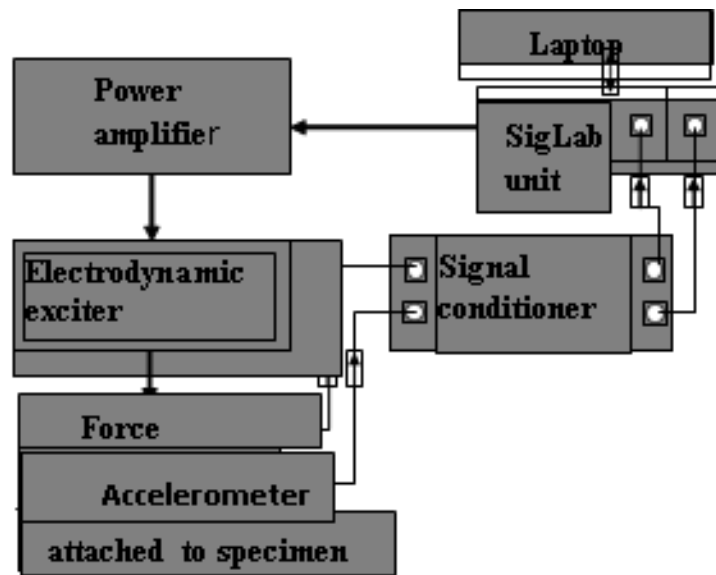 Laptop
Power
amplifier
SigLab
unit
Electrodynamic
exciter
Signal
conditioner
Force
Accelerometer
attached to specimen